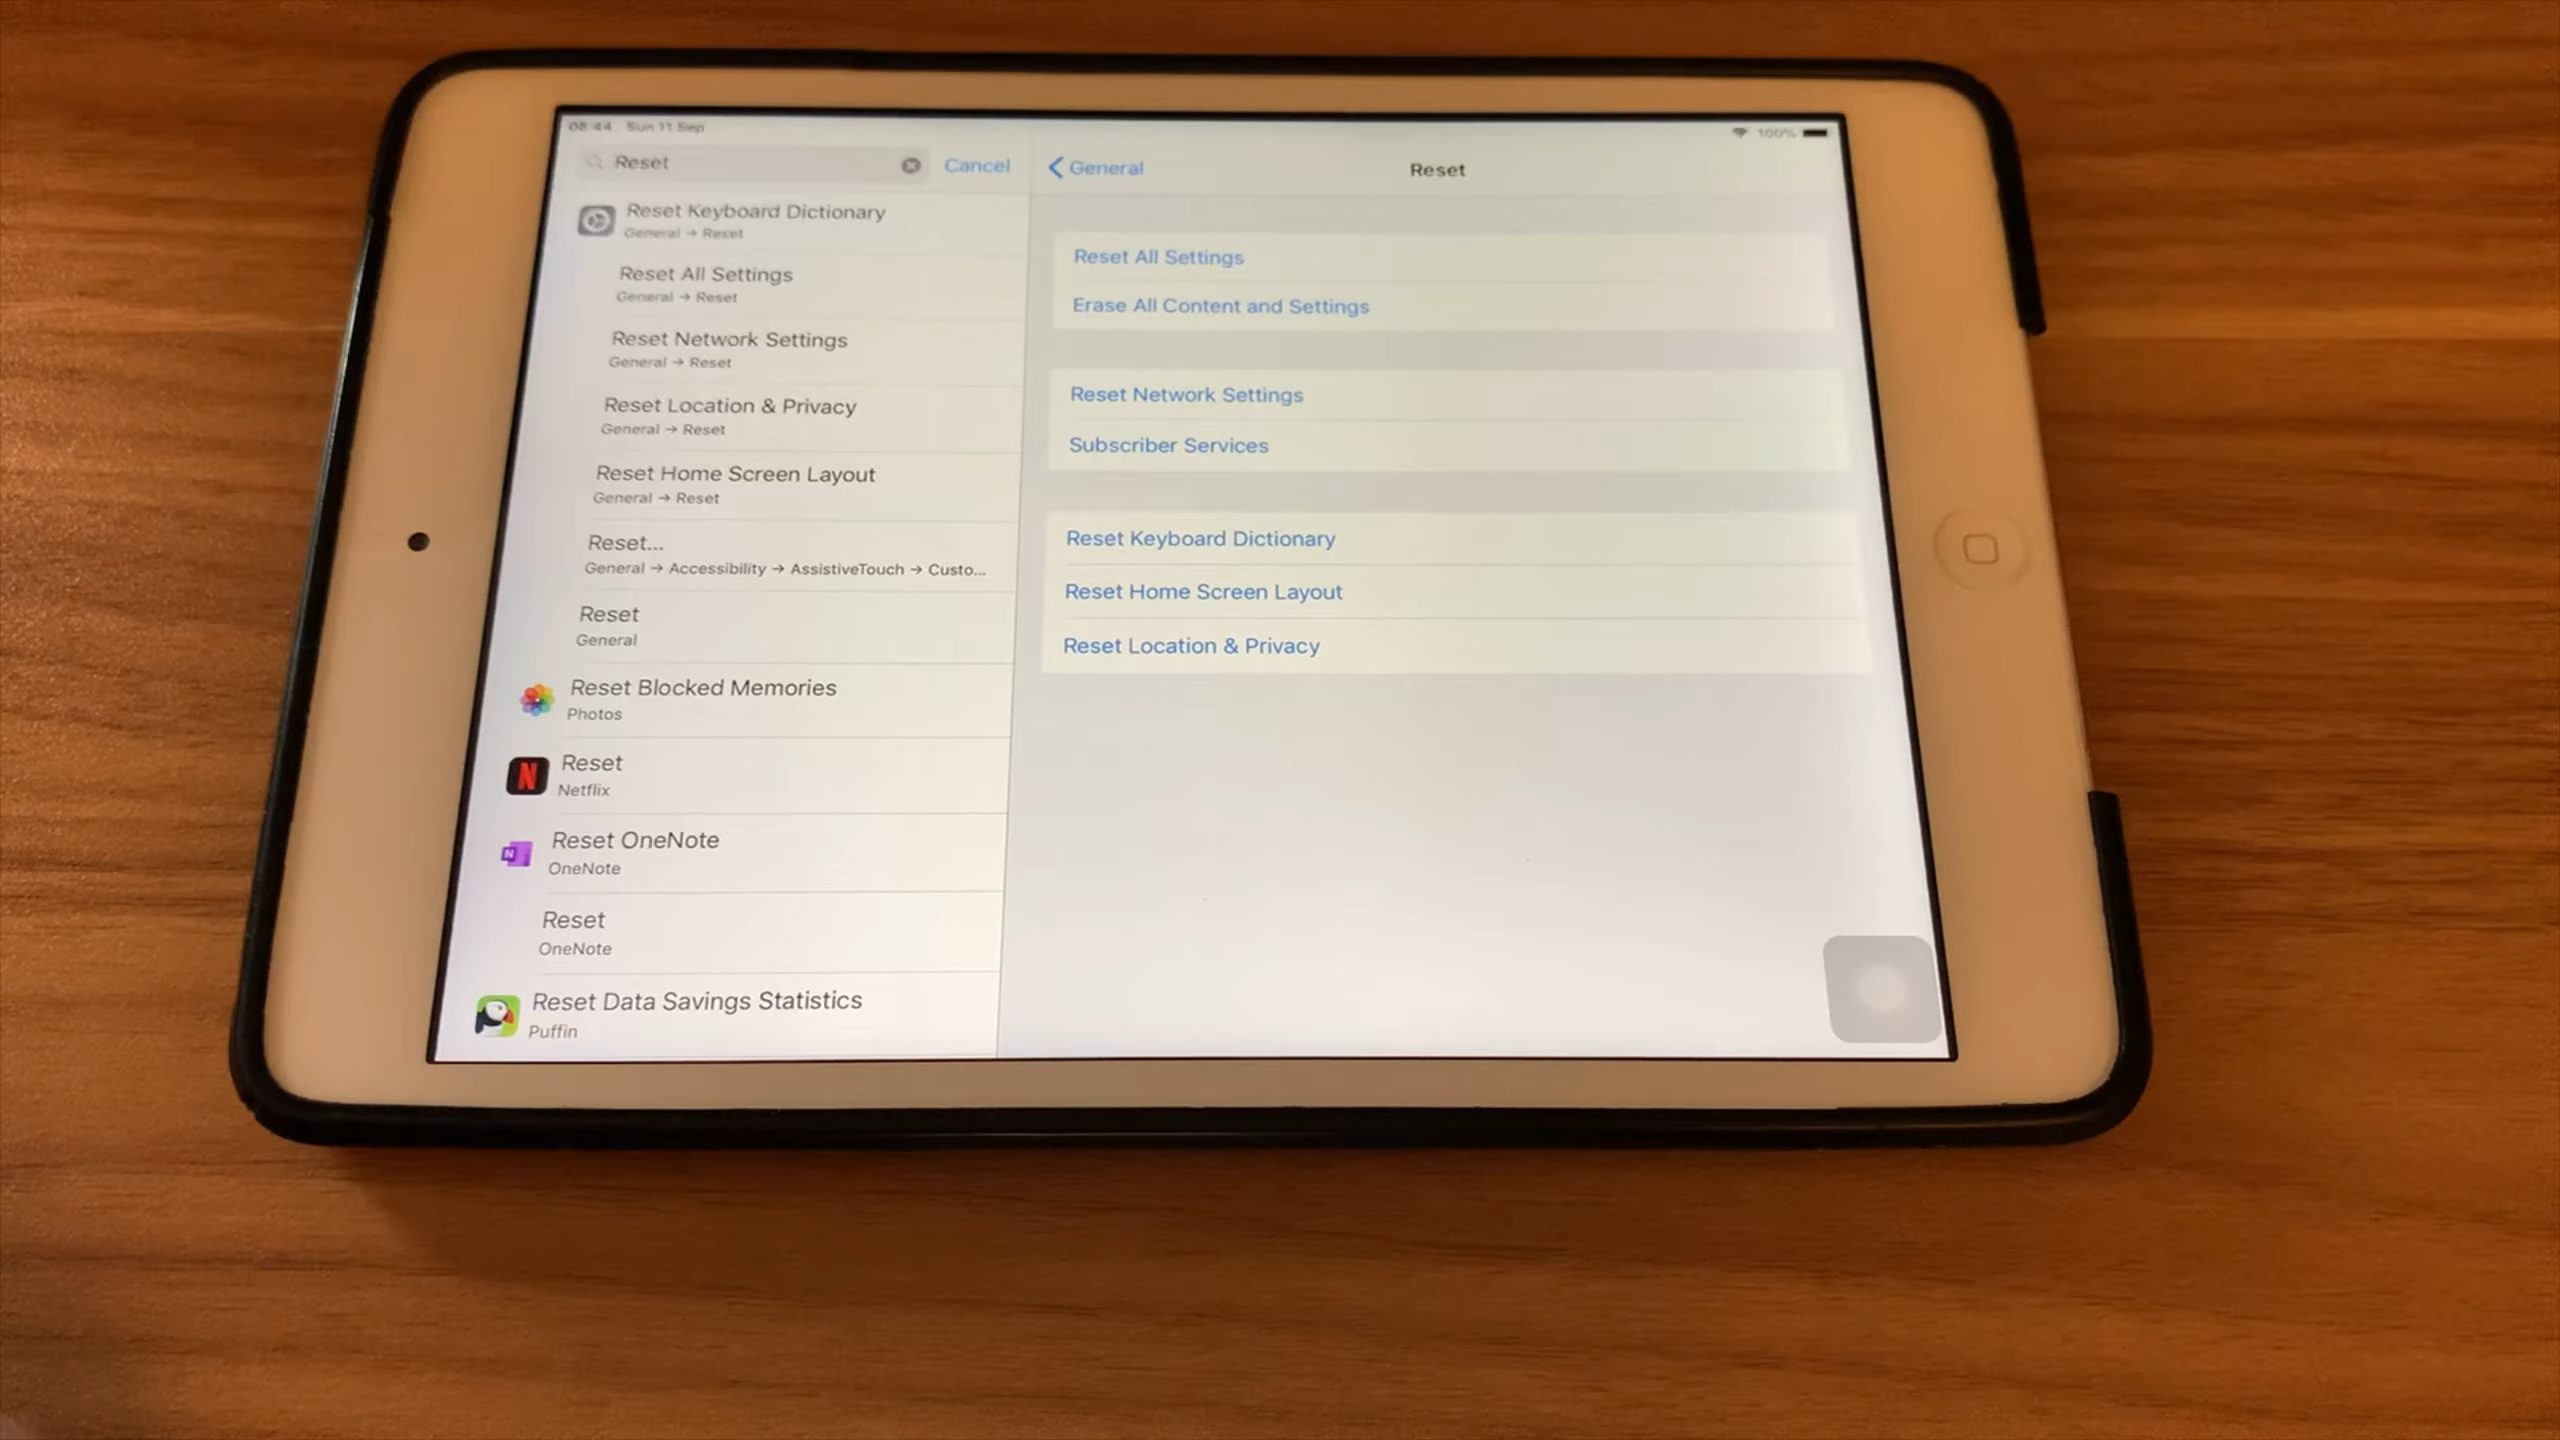 08:44 Sun 11 Sep
100%
Reset
Cancel
Reset Keyboard Dictionary
General → Reset
Reset All Settings
General → Reset
Reset Network Settings
General → Reset
Reset Location & Privacy
General → Reset
Reset Home Screen Layout
General → Reset
Reset...
General → Accessibility → AssistiveTouch → Custo...
Reset
General
Reset Blocked Memories
Photos
N
Reset
Netflix
N
Reset OneNote
OneNote
Reset
OneNote
Reset Data Savings Statistics
Puffin
General
Reset
Reset All Settings
Erase All Content and Settings
Reset Network Settings
Subscriber Services
Reset Keyboard Dictionary
Reset Home Screen Layout
Reset Location & Privacy